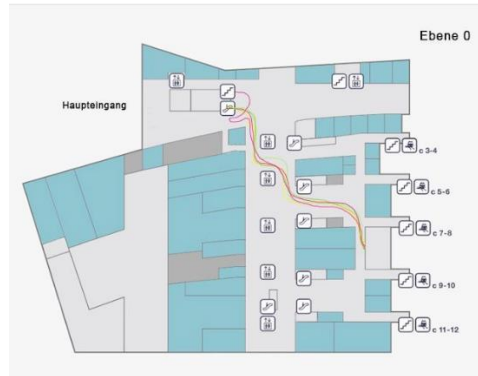 Ebene 0
Haupteingang
c 3-4
c 5-6
c 7-8
c 9-10
c 11-12